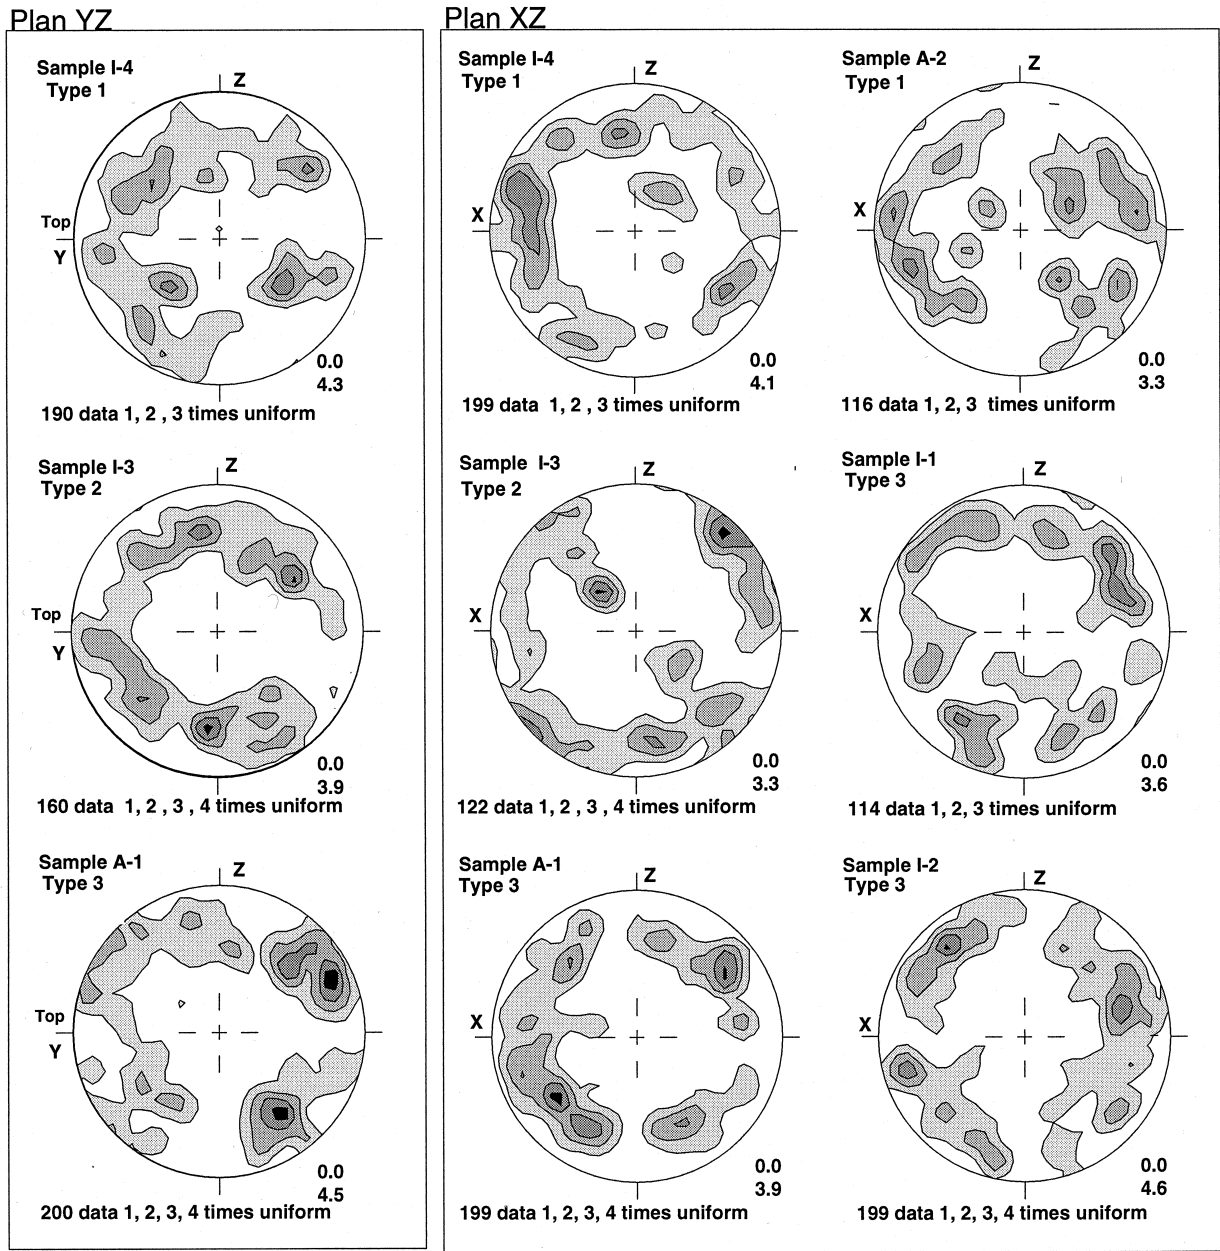 Plan YZ
Sample I-4
Type 1
Z
Top
Y
0.0
4.3
190 data 1, 2 , 3 times uniform
Sample I-3
Type 2
Z
Top
Y
0.0
3.9
160 data 1, 2 , 3 , 4 times uniform
Sample A-1
Type 3
Z
Top
Y
0.0
4.5
200 data 1, 2, 3, 4 times uniform
Plan XZ
Sample I-4
Type 1
Z
X
0.0
4.1
199 data 1, 2 , 3 times uniform
Sample A-2
Type 1
Z
X
0.0
3.3
116 data 1, 2, 3 times uniform
Sample I-3
Type 2
Z
X
0.0
3.3
122 data 1, 2 , 3 , 4 times uniform
Sample I-1
Type 3
Z
X
0.0
3.6
114 data 1, 2, 3 times uniform
Sample A-1
Type 3
Z
X
0.0
3.9
199 data 1, 2, 3, 4 times uniform
Sample I-2
Type 3
Z
X
0.0
4.6
199 data 1, 2, 3, 4 times uniform